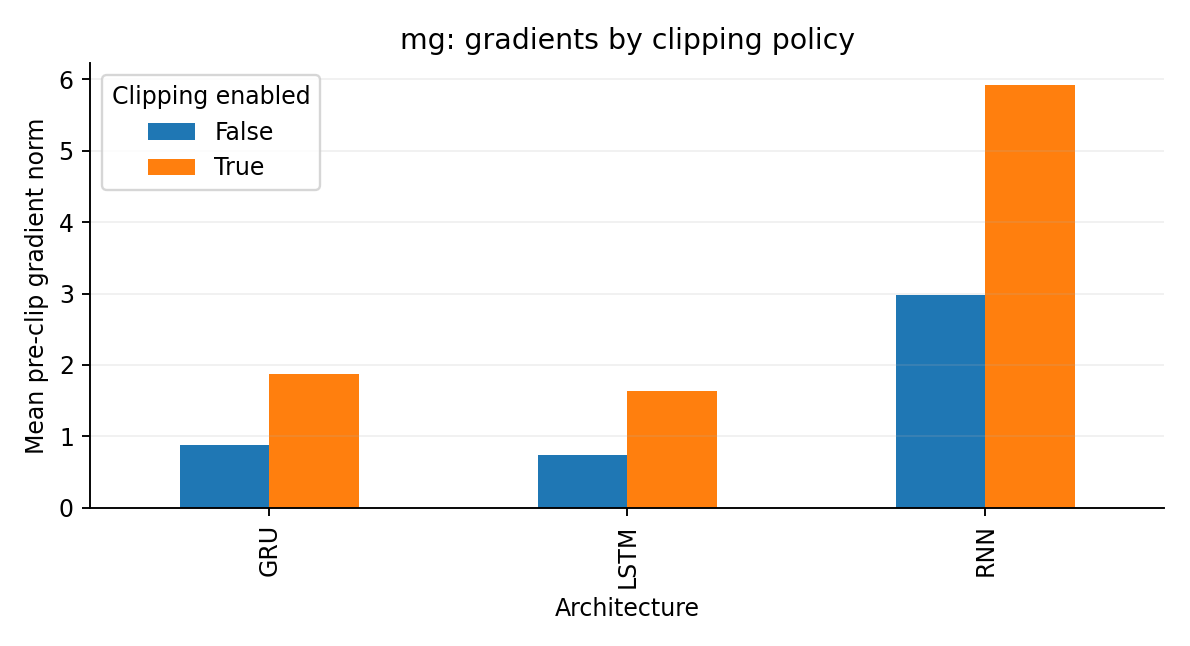 mg: gradients by clipping policy
Mean pre-clip gradient norm
6
5
4
3
2
1
0
Clipping enabled
False
True
GRU
LSTM
RNN
Architecture